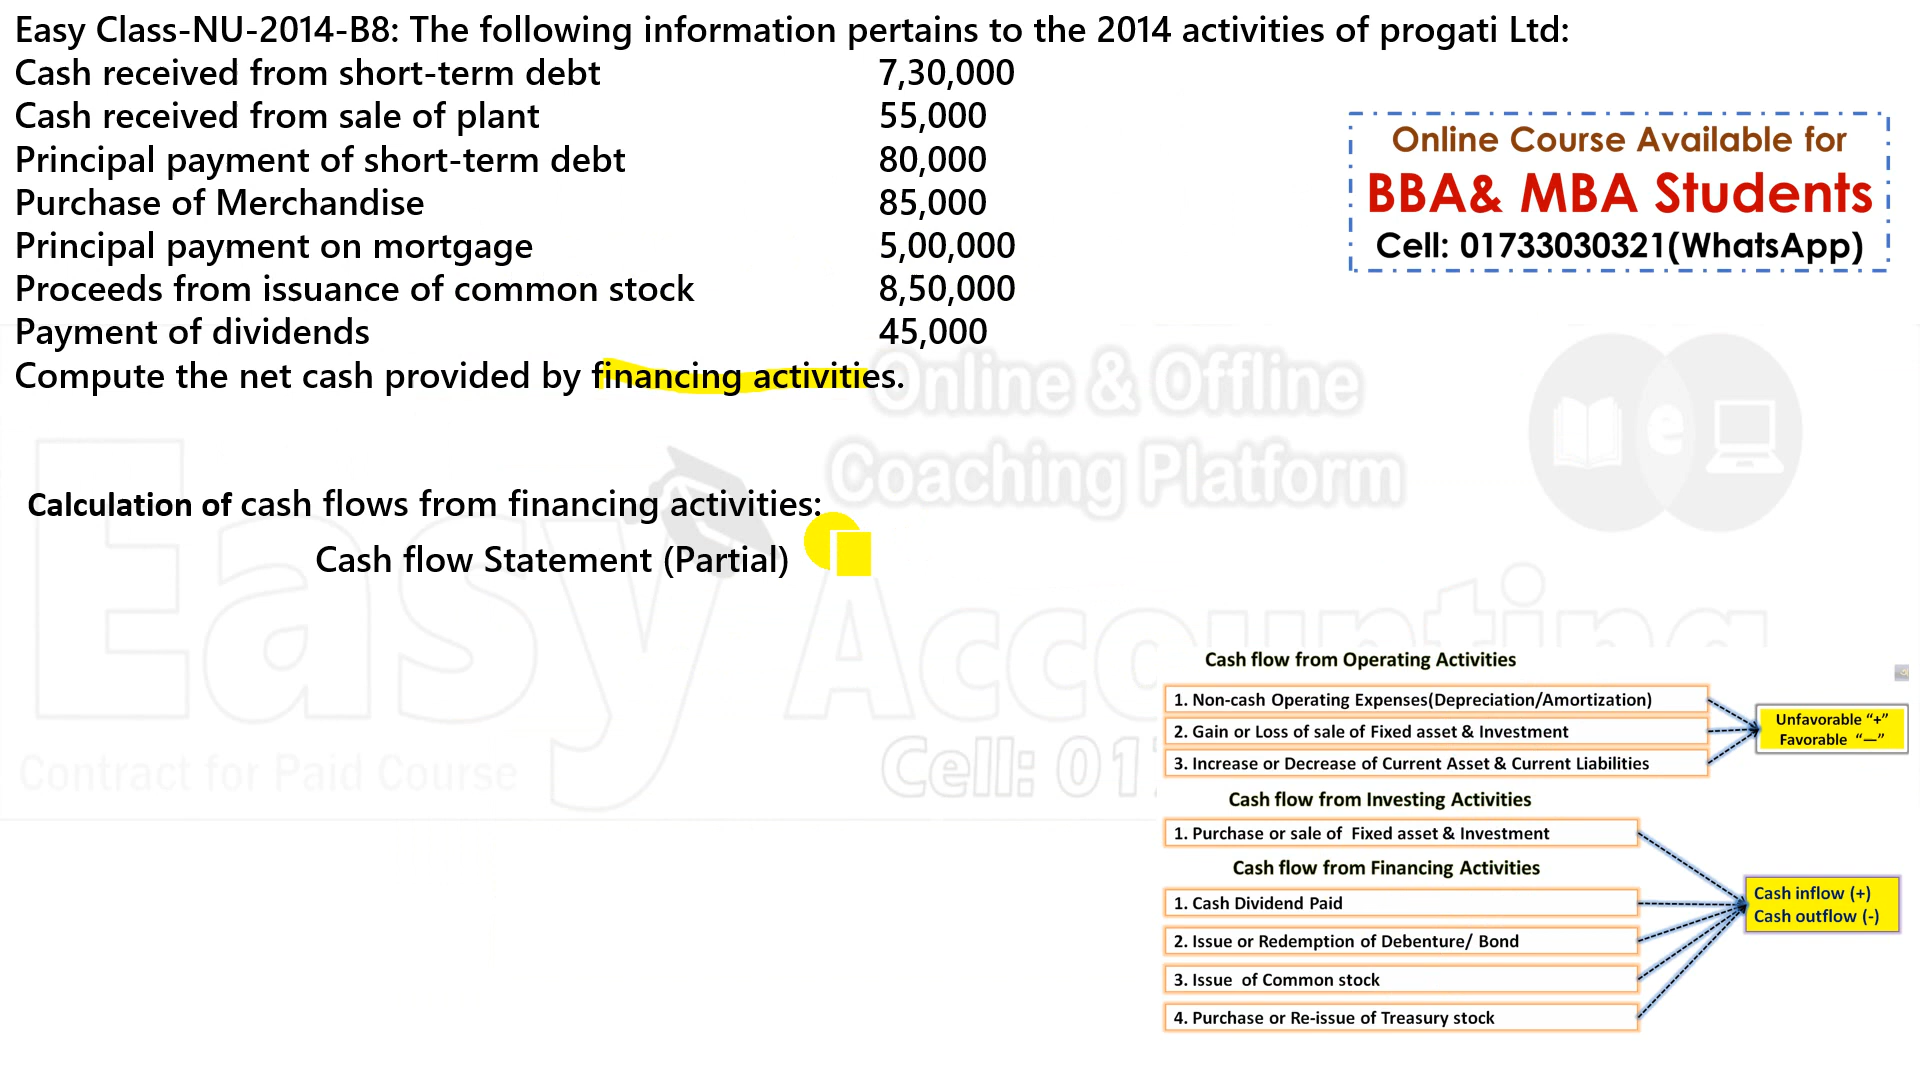 Easy Class-NU-2014-B8: The following information pertains to the 2014 activities of progati Ltd:
Cash received from short-term debt 7,30,000
Cash received from sale of plant 55,000
Principal payment of short-term debt 80,000
Purchase of Merchandise 85,000
Principal payment on mortgage 5,00,000
Proceeds from issuance of common stock 8,50,000
Payment of dividends 45,000
Compute the net cash provided by financing activities.
Online Course Available for
BBA& MBA Students
Cell: 01733030321(WhatsApp)
Online & Offline
Coaching Platform
e
Calculation of cash flows from financing activities:
Cash flow Statement (Partial)
Easy Accounting
Contract for Paid Course
Cell: 01
Cash flow from Operating Activities
1. Non-cash Operating Expenses(Depreciation/Amortization)
2. Gain or Loss of sale of Fixed asset & Investment
3. Increase or Decrease of Current Asset & Current Liabilities
Unfavorable “+”
Favorable “—”
Cash flow from Investing Activities
1. Purchase or sale of Fixed asset & Investment
Cash flow from Financing Activities
1. Cash Dividend Paid
2. Issue or Redemption of Debenture/ Bond
3. Issue of Common stock
4. Purchase or Re-issue of Treasury stock
Cash inflow (+)
Cash outflow (-)